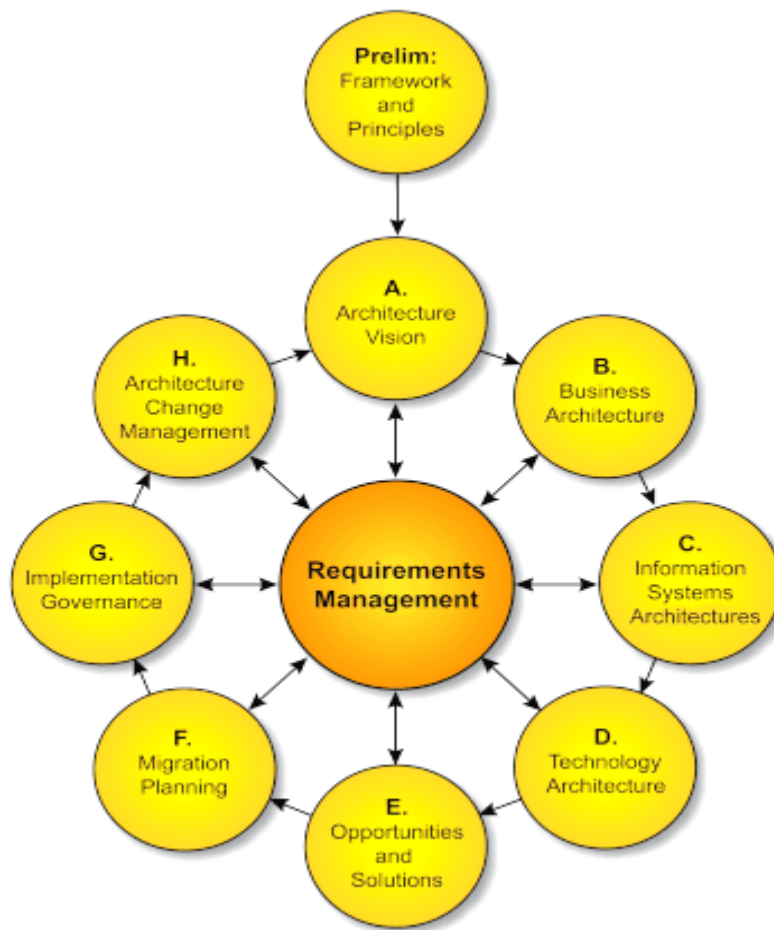 Prelim:
Framework
and
Principles
A.
Architecture
Vision
B.
Business
Architecture
C.
Information
Systems
Architectures
D.
Technology
Architecture
E.
Opportunities
and
Solutions
F.
Migration
Planning
G.
Implementation
Governance
H.
Architecture
Change
Management
Requirements
Management